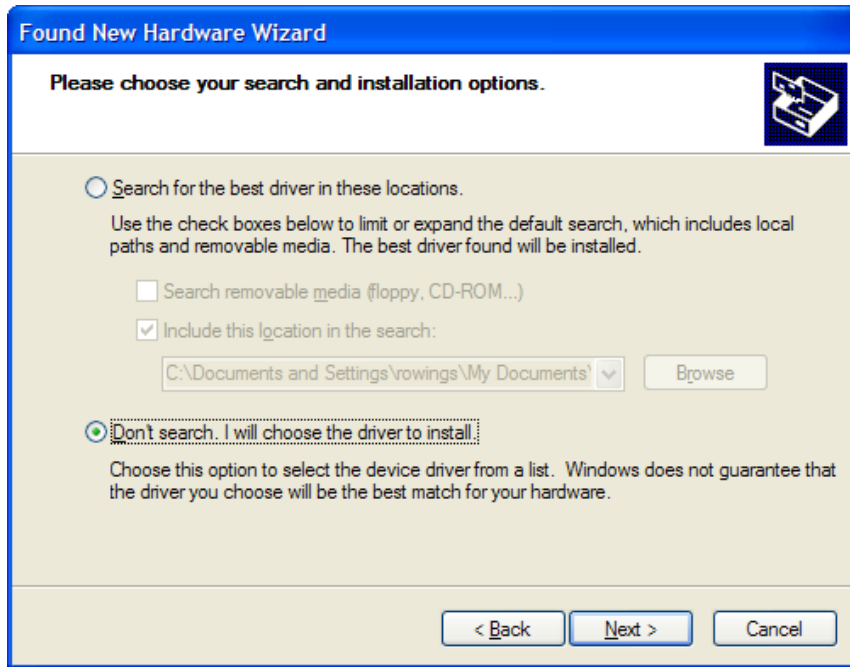 Found New Hardware Wizard
Please choose your search and installation options.
Search for the best driver in these locations.
Use the check boxes below to limit or expand the default search, which includes local
paths and removable media. The best driver found will be installed.
Search removable media (floppy, CD-ROM...)
Include this location in the search:
C:\Documents and Settings\rowings\My Documents\
Browse
Don't search. I will choose the driver to install.
Choose this option to select the device driver from a list.  Windows does not guarantee that
the driver you choose will be the best match for your hardware.
< Back
Next >
Cancel